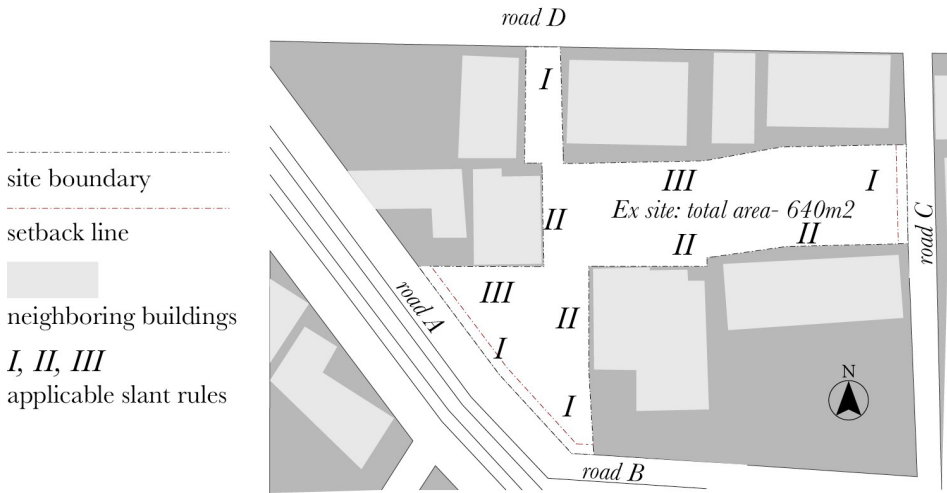 road D
I
site boundary
setback line
neighboring buildings
I, II, III
applicable slant rules
III
I
Ex site: total area- 640m2
II
II
II
road C
III
road A
II
I
I
N
road B